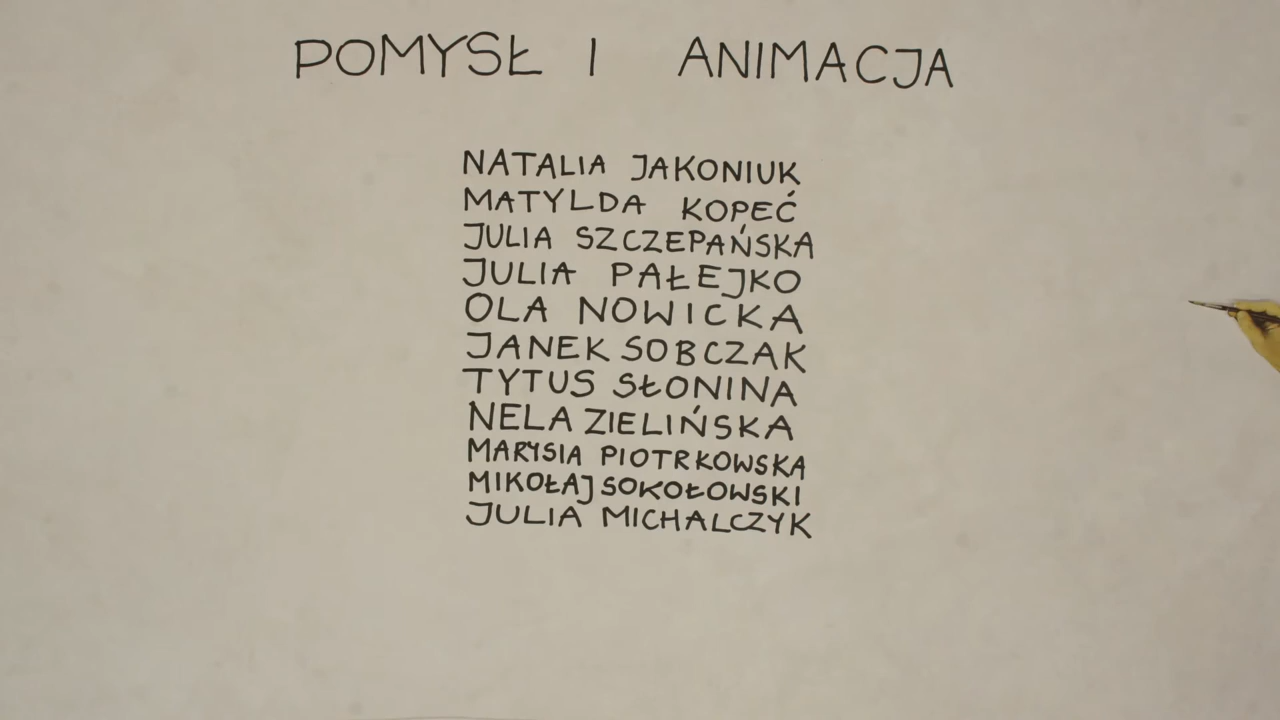 POMYSŁ I ANIMACJA
NATALIA JAKONIUK
MATYLDA KOPEĆ
JULIA SZCZEPAŃSKA
JULIA PAŁEJKO
OLA NOWICKA
JANEK SOBCZAK
TYTUS SŁONINA
NELA ZIELIŃSKA
MARYSIA PIOTRKOWSKA
MIKOŁAJ SOKOŁOWSKI
JULIA MICHALCZYK